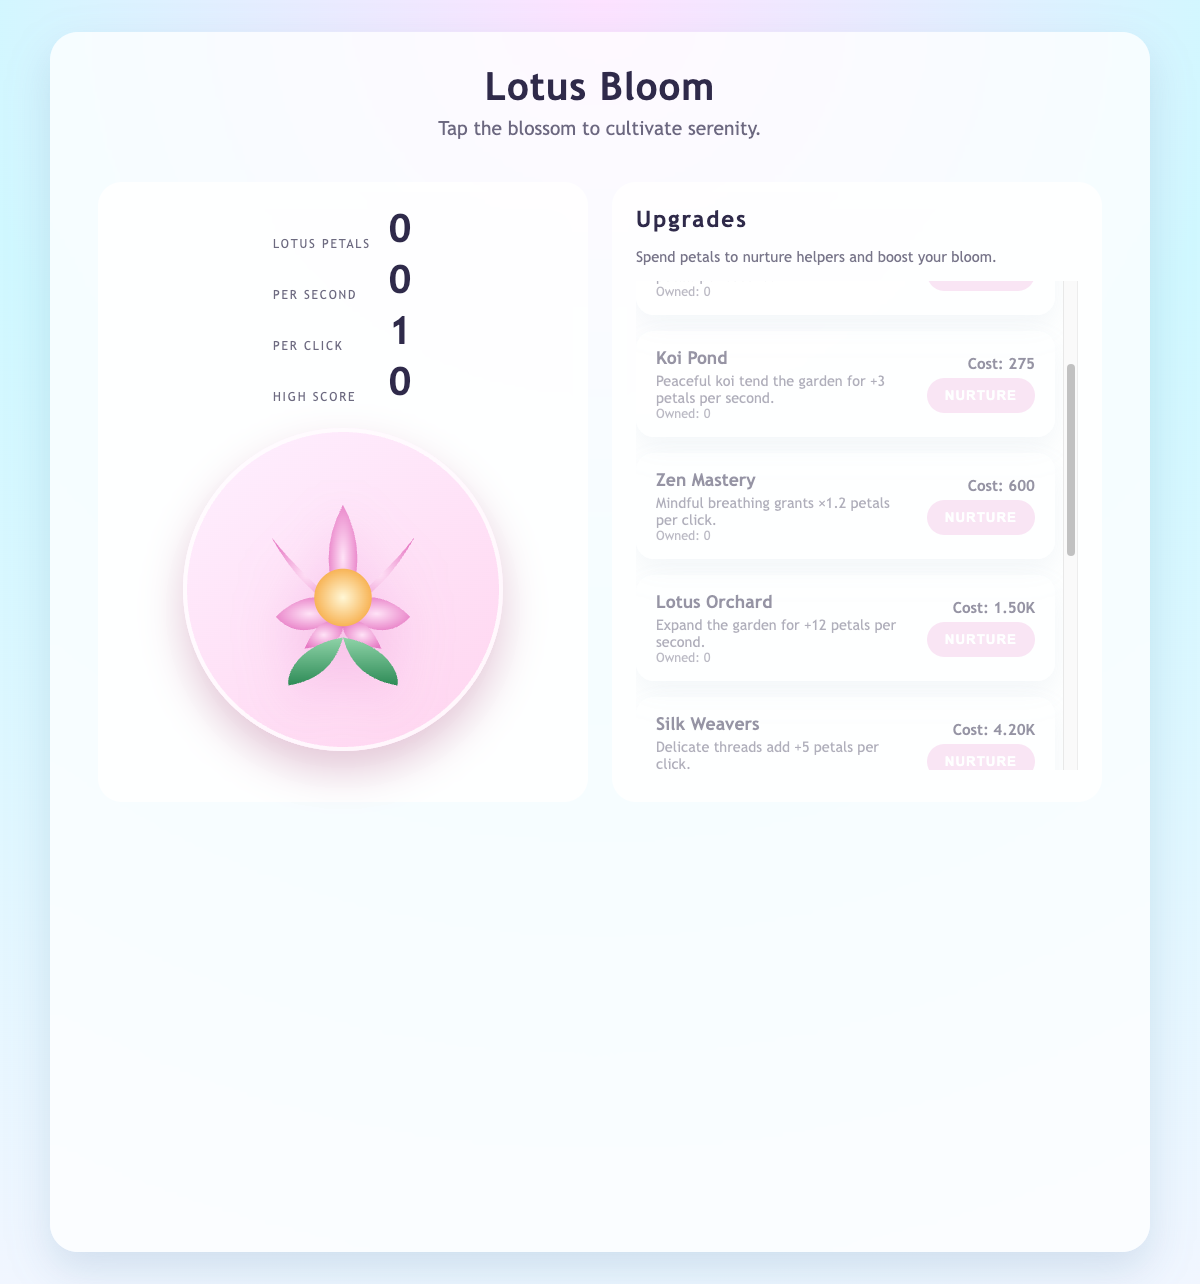 Lotus Bloom
Tap the blossom to cultivate serenity.
LOTUS PETALS 0
PER SECOND 0
PER CLICK 1
HIGH SCORE 0
Upgrades
Spend petals to nurture helpers and boost your bloom.
Owned: 0
Koi Pond
Peaceful koi tend the garden for +3
petals per second.
Owned: 0
Cost: 275
NURTURE
Zen Mastery
Mindful breathing grants ×1.2 petals
per click.
Owned: 0
Cost: 600
NURTURE
Lotus Orchard
Expand the garden for +12 petals per
second.
Owned: 0
Cost: 1.50K
NURTURE
Silk Weavers
Delicate threads add +5 petals per
click.
Cost: 4.20K
NURTURE